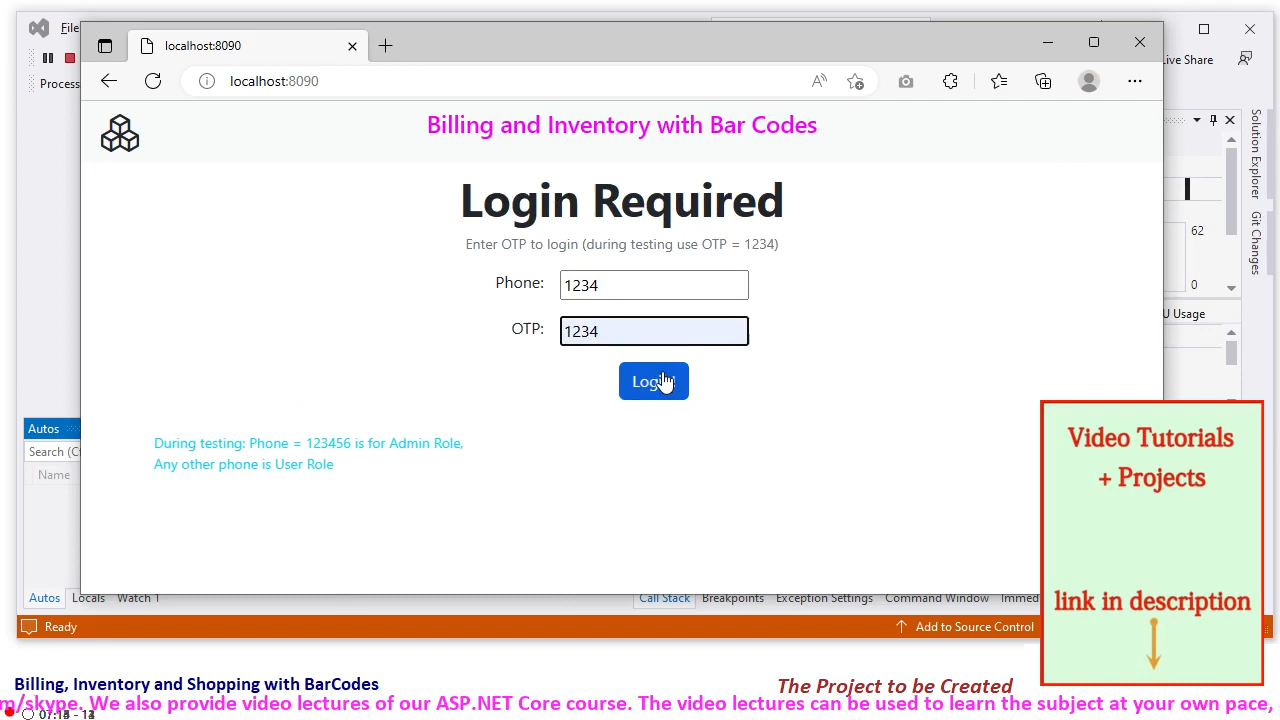 File
Live Share
Process
localhost:8090
localhost:8090
Billing and Inventory with Bar Codes
Login Required
Enter OTP to login (during testing use OTP = 1234)
Phone: 1234
OTP: 1234
During testing: Phone = 123456 is for Admin Role,
Any other phone is User Role
Solution Explorer
Git Changes
62
0
U Usage
Autos
Search (C
Name
Autos Locals Watch 1
Call Stack Breakpoints Exception Settings Command Window Immed
Ready
Add to Source Control
Video Tutorials
+ Projects
link in description
Billing, Inventory and Shopping with BarCodes
The Project to be Created
m/skype. We also provide video lectures of our ASP.NET Core course. The video lectures can be used to learn the subject at your own pace,